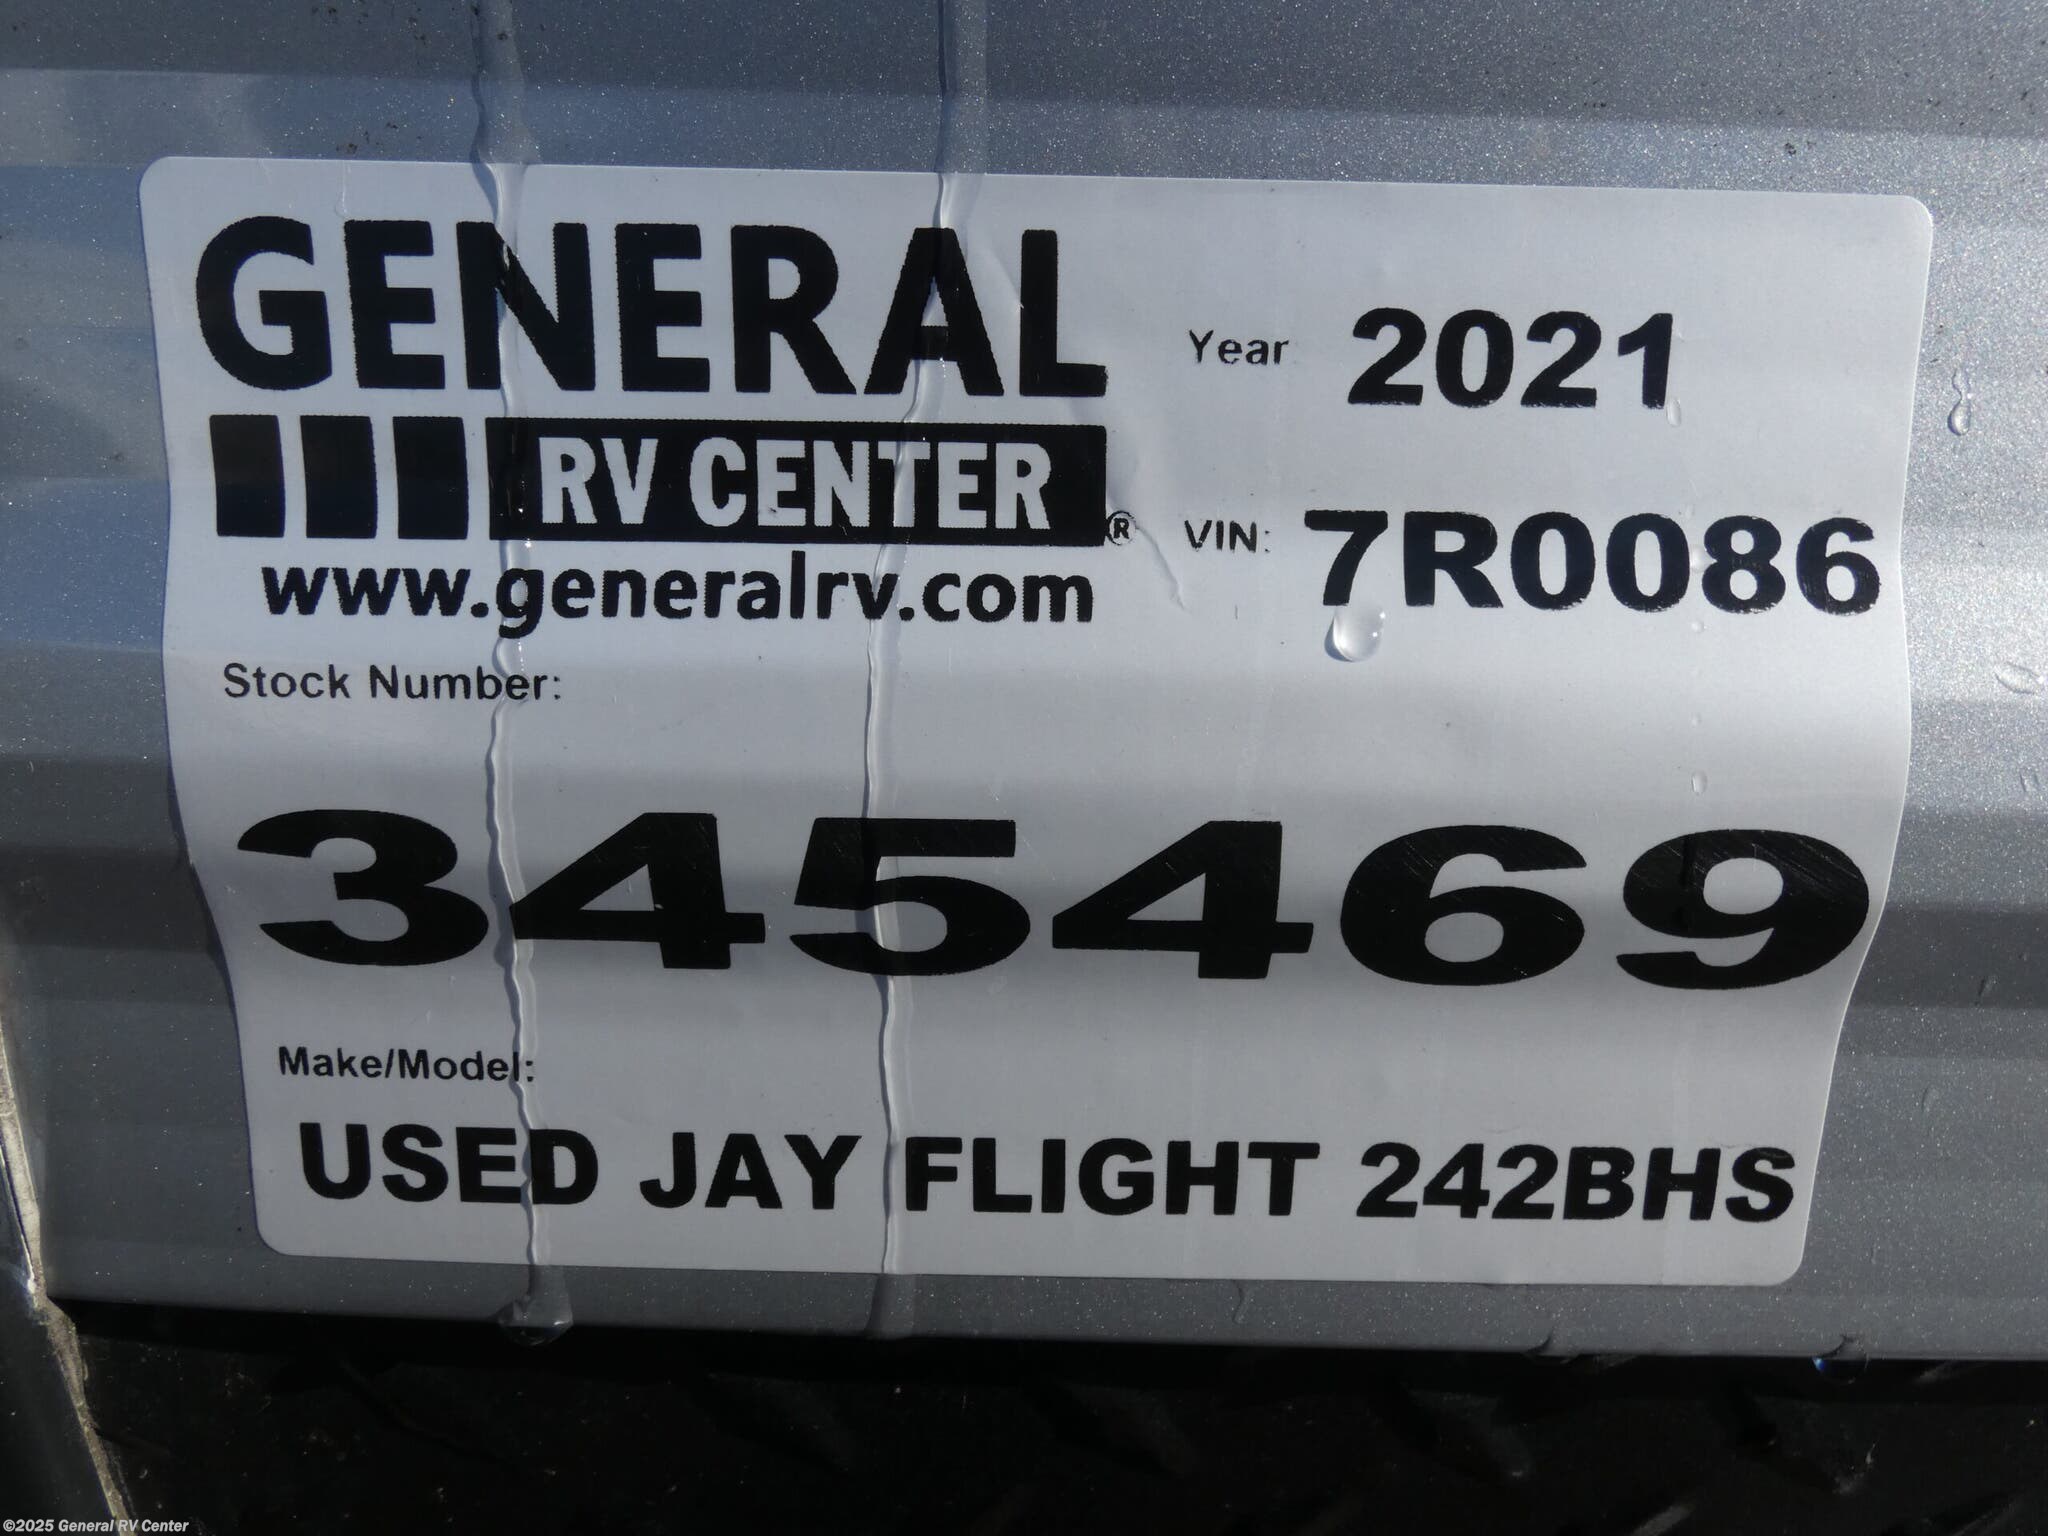 GENERAL
RV CENTER®
www.generalrv.com
Year 2021
VIN: 7R0086
Stock Number:
345469
Make/Model:
USED JAY FLIGHT 242BHS
©2025 General RV Center